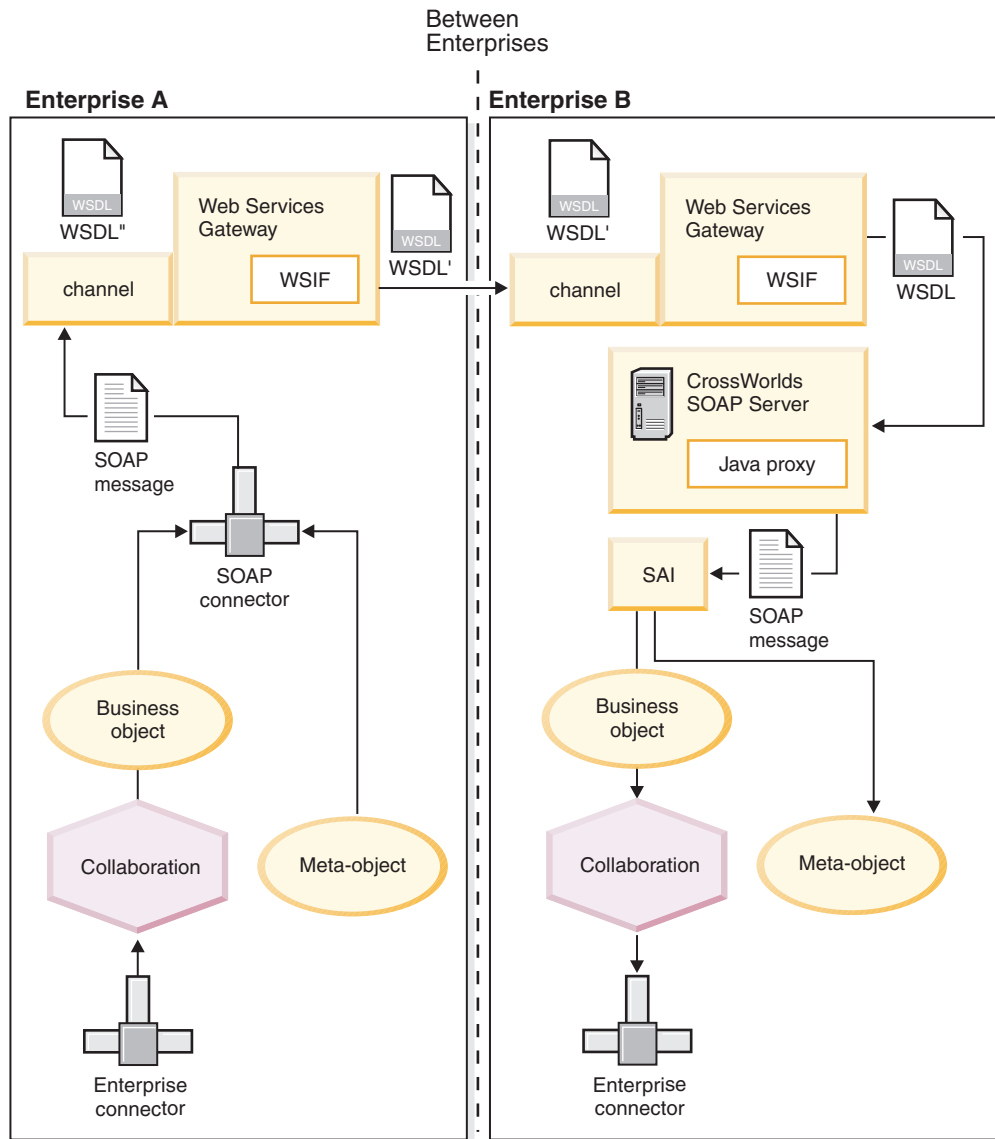 Between
Enterprises
Enterprise A
WSDL
WSDL"
Web Services
Gateway
WSIF
channel
WSDL
WSDL'
SOAP
message
SOAP
connector
Business
object
Collaboration
Meta-object
Enterprise
connector
Enterprise B
WSDL
WSDL'
Web Services
Gateway
WSIF
channel
WSDL
WSDL
CrossWorlds
SOAP Server
Java proxy
SAI
SOAP
message
Business
object
Collaboration
Meta-object
Enterprise
connector